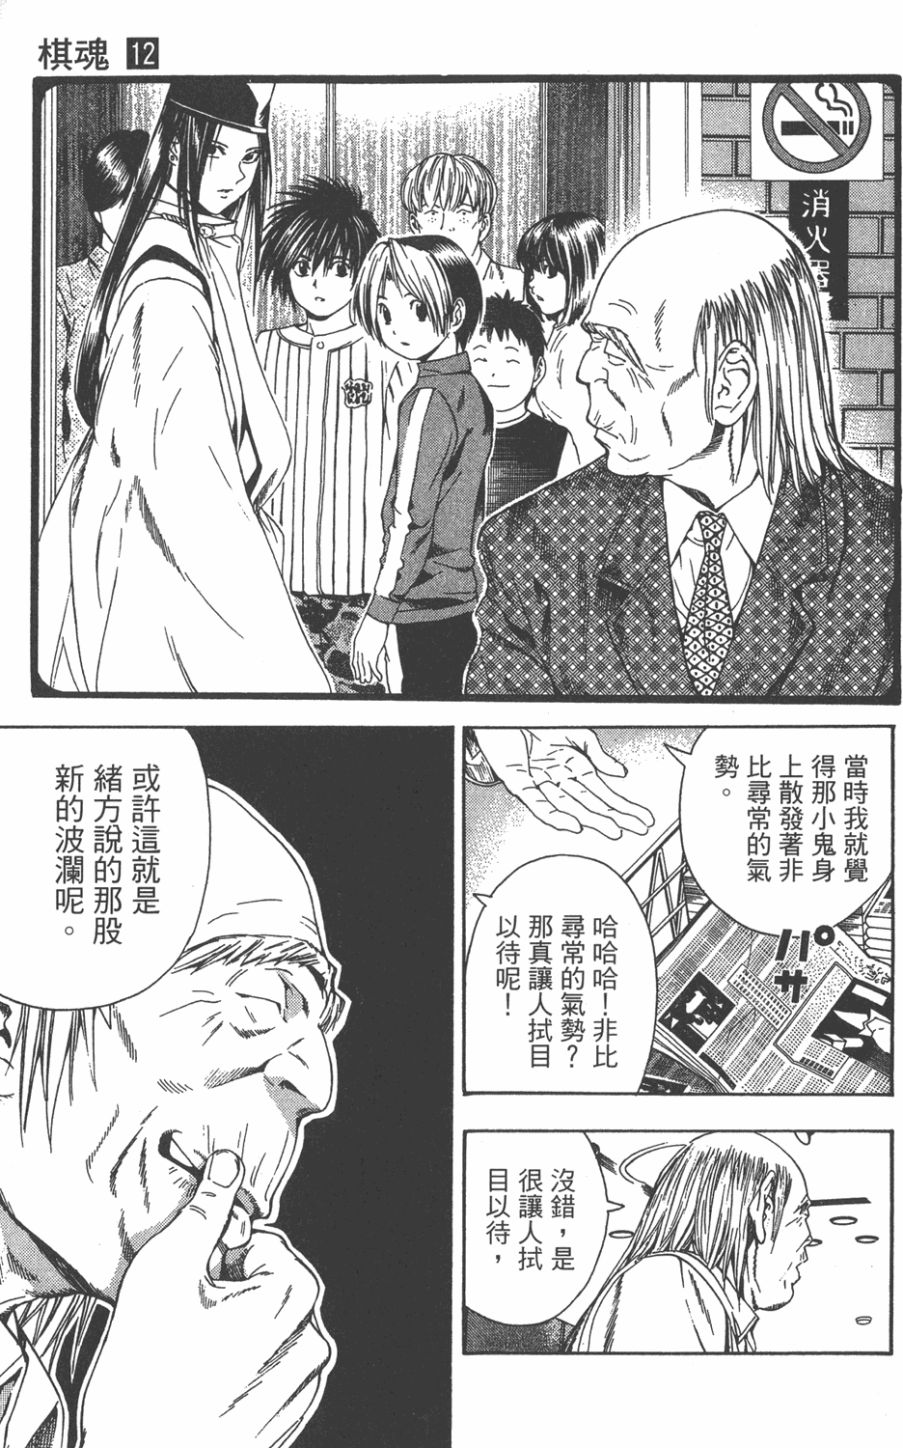 棋魂 12
消火器
當時我就覺
得那小鬼身
上散發著非
比尋常的氣
勢。
パサ
哈哈哈！非比
尋常的氣勢？
那真讓人拭目
以待呢！
沒錯，是
很讓人拭
目以待，
或許這就是
緒方說的那股
新的波瀾呢。